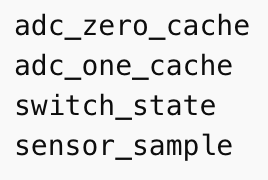 adc_zero_cache
adc_one_cache
switch_state
sensor_sample